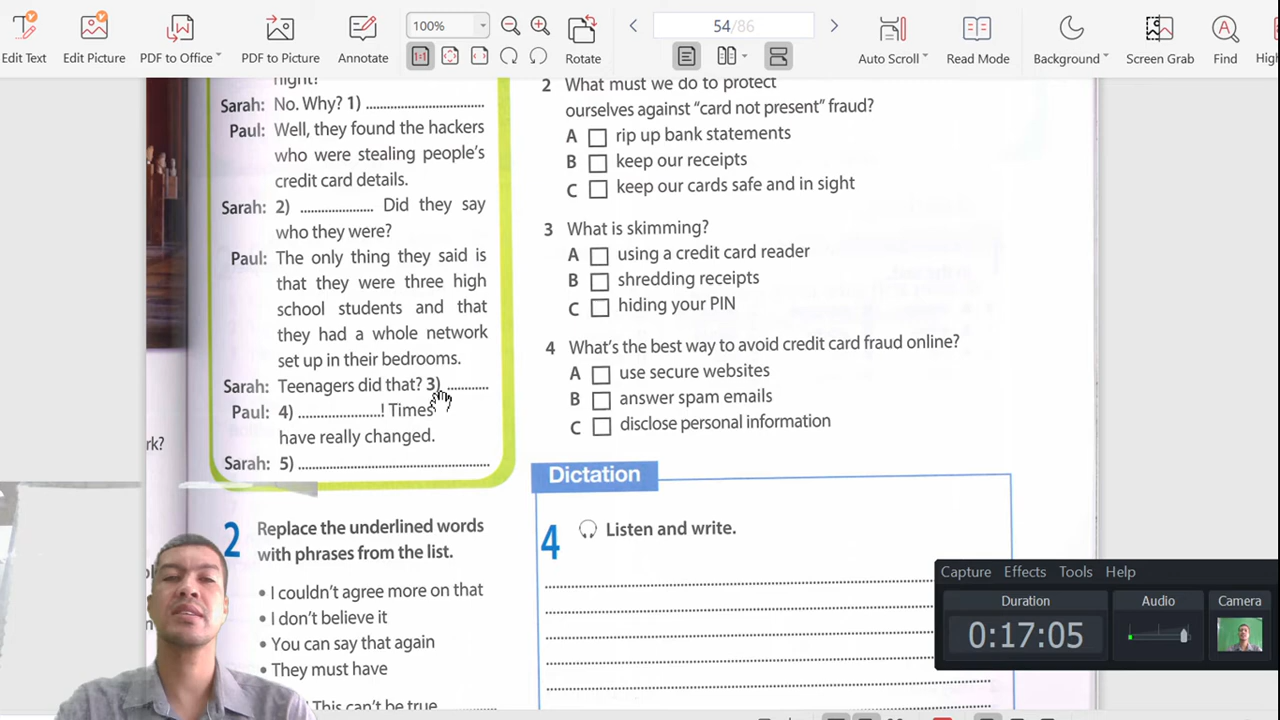 100%
54/86
Edit Text
Edit Picture
PDF to Office
PDF to Picture
Annotate
Rotate
Auto Scroll
Read Mode
Background
Screen Grab
Find
High
night?
Sarah: No. Why? 1) ................................
Paul: Well, they found the hackers
who were stealing people's
credit card details.
Sarah: 2) .................... Did they say
who they were?
Paul: The only thing they said is
that they were three high
school students and that
they had a whole network
set up in their bedrooms.
Sarah: Teenagers did that? 3) ...........
Paul: 4) .......................! Times
have really changed.
Sarah: 5) .....................................................
rk?
2 Replace the underlined words
with phrases from the list.
• I couldn't agree more on that
• I don't believe it
• You can say that again
• They must have
This can't be true
2 What must we do to protect
ourselves against "card not present" fraud?
A rip up bank statements
B keep our receipts
C keep our cards safe and in sight
3 What is skimming?
A using a credit card reader
B shredding receipts
C hiding your PIN
4 What's the best way to avoid credit card fraud online?
A use secure websites
B answer spam emails
C disclose personal information
Dictation
4 Listen and write.
Capture Effects Tools Help
Duration
Audio
Camera
0:17:05